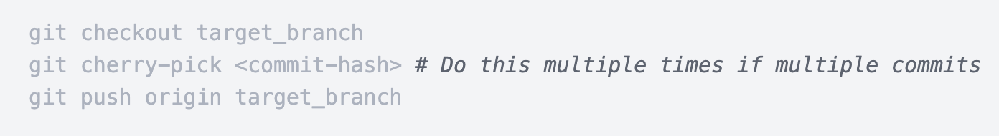 git checkout target_branch
git cherry-pick <commit-hash> # Do this multiple times if multiple commits
git push origin target_branch